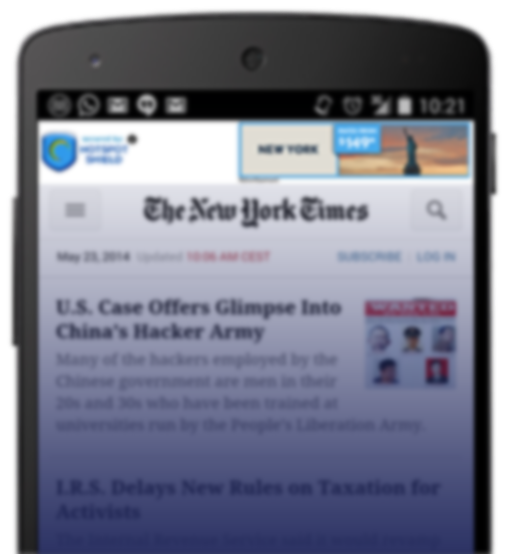 10:21
HOTSPOT
SHIELD
NEW YORK
The New York Times
May 23, 2014 Updated 10:06 AM CEST
SUBSCRIBE LOG IN
U.S. Case Offers Glimpse Into
China's Hacker Army
Many of the hackers employed by the
Chinese government are men in their
20s and 30s who have been trained at
universities run by the People's Liberation Army.
I.R.S. Delays New Rules on Taxation for
Activists